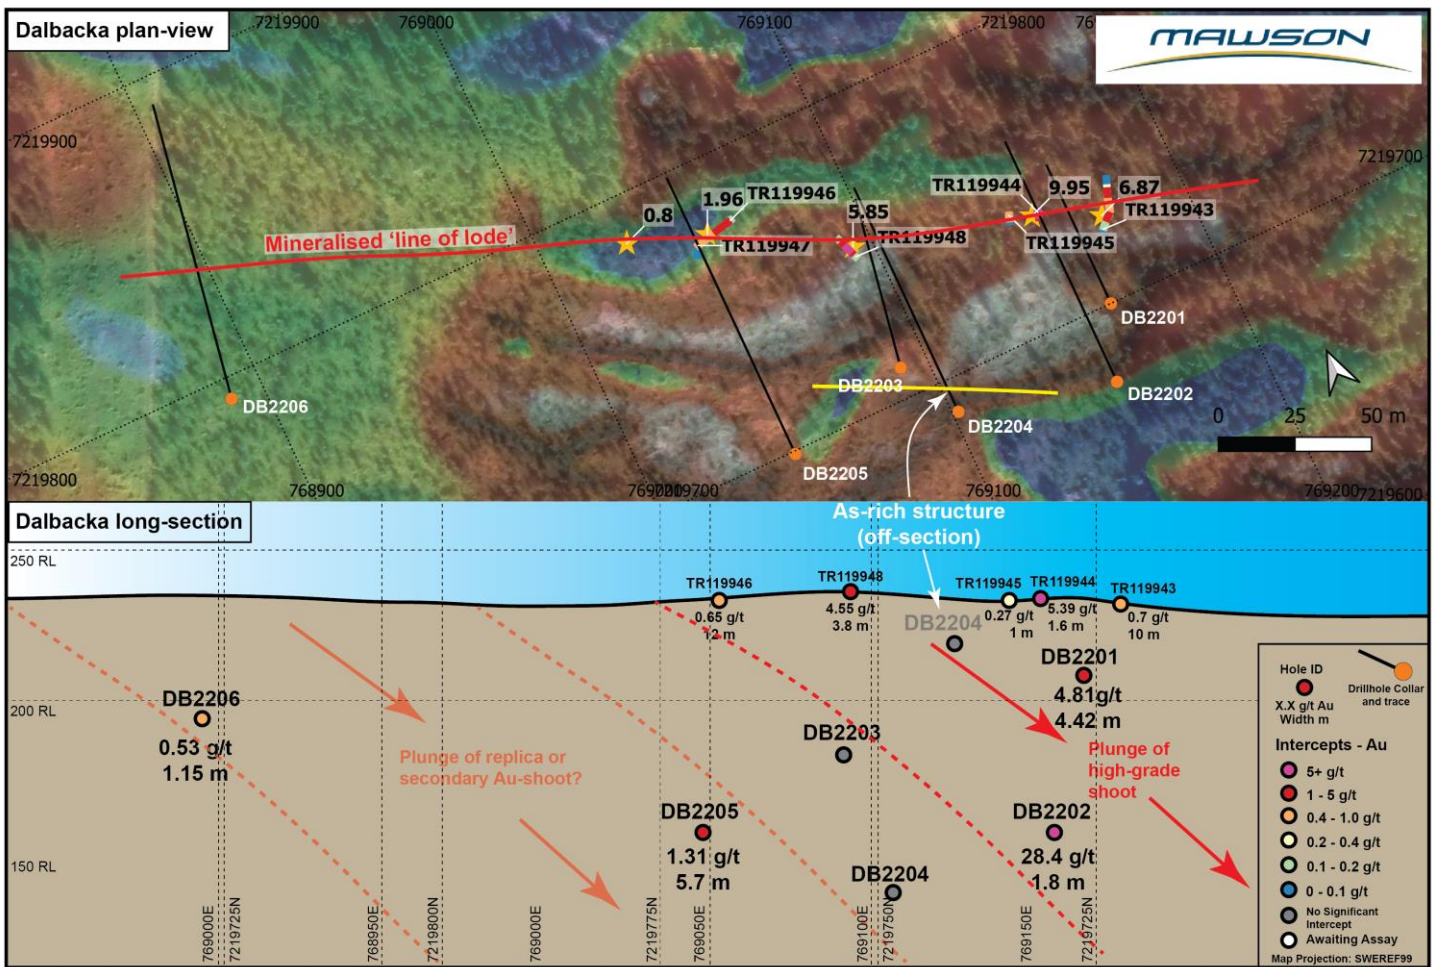 Dalbacka plan-view
7219900
769000
769100
7219800
MAWSON
7219900
7219700
TR119944
9.95
6.87
TR119943
1.96
TR119946
0.8
5.85
TR119948
TR119947
TR119945
Mineralised 'line of lode'
DB2201
DB2203
DB2202
DB2206
DB2204
DB2205
0 25 50 m
7219800
768900
7219700
769100
769200
7219600
Dalbacka long-section
As-rich structure
(off-section)
250 RL
TR119946
0.65 g/t
12 m
TR119948
4.55 g/t
3.8 m
TR119945
0.27 g/t
1 m
TR119944
5.39 g/t
1.6 m
TR119943
0.7 g/t
10 m
DB2204
DB2201
4.81g/t
4.42 m
200 RL
DB2206
0.53 g/t
1.15 m
DB2203
Plunge of replica or
secondary Au-shoot?
Plunge of
high-grade
shoot
DB2205
1.31 g/t
5.7 m
DB2202
28.4 g/t
1.8 m
150 RL
DB2204
769000E
7219725N
768950E
7219800N
769000E
7219775N
769050E
769100E
7219750N
769150E
7219725N
Hole ID
X.X g/t Au
Width m
Drillhole Collar
and trace
Intercepts - Au
5+ g/t
1 - 5 g/t
0.4 - 1.0 g/t
0.2 - 0.4 g/t
0.1 - 0.2 g/t
0 - 0.1 g/t
No Significant
Intercept
Awaiting Assay
Map Projection: SWEREF99